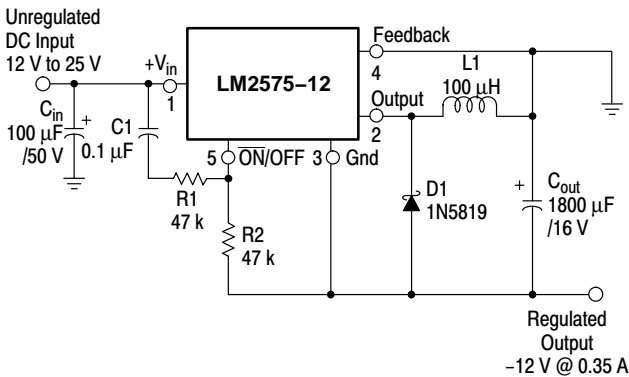 Unregulated
DC Input
12 V to 25 V
+Vin
1
LM2575–12
Feedback
4
L1
100 μH
Output
2
Cin
100 μF
/50 V
+
C1
0.1 μF
5
ON/OFF
3
Gnd
R1
47 k
R2
47 k
D1
1N5819
+
Cout
1800 μF
/16 V
Regulated
Output
–12 V @ 0.35 A